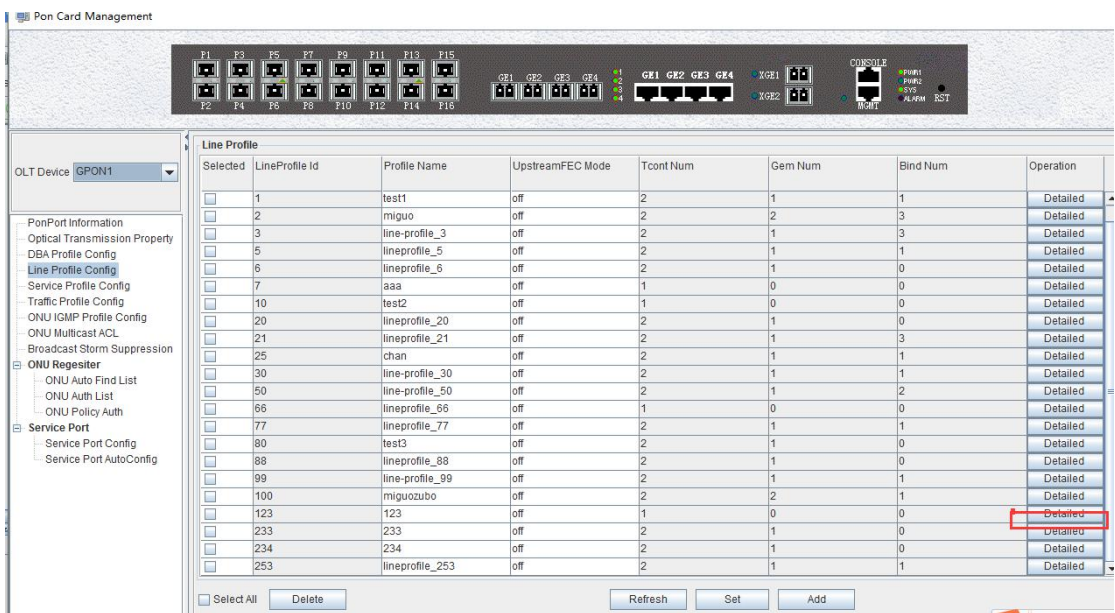 Pon Card Management
P1 P3 P5 P7 P9 P11 P13 P15
P2 P4 P6 P8 P10 P12 P14 P16
GE1 GE2 GE3 GE4
1
2
3
4
GE1 GE2 GE3 GE4
XGE1
XGE2
CONSOLE
MGMT
PWR1
PWR2
SYS
ALARM
RST
OLT Device GPON1
PonPort Information
Optical Transmission Property
DBA Profile Config
Line Profile Config
Service Profile Config
Traffic Profile Config
ONU IGMP Profile Config
ONU Multicast ACL
Broadcast Storm Suppression
ONU Regesiter
ONU Auto Find List
ONU Auth List
ONU Policy Auth
Service Port
Service Port Config
Service Port AutoConfig
Line Profile
Selected LineProfile Id Profile Name UpstreamFEC Mode Tcont Num Gem Num Bind Num Operation
1 test1 off 2 1 1 Detailed
2 miguo off 2 2 3 Detailed
3 line-profile_3 off 2 1 3 Detailed
5 lineprofile_5 off 2 1 1 Detailed
6 lineprofile_6 off 2 1 0 Detailed
7 aaa off 1 0 0 Detailed
10 test2 off 1 0 0 Detailed
20 lineprofile_20 off 2 1 0 Detailed
21 lineprofile_21 off 2 1 3 Detailed
25 chan off 2 1 1 Detailed
30 line-profile_30 off 2 1 1 Detailed
50 line-profile_50 off 2 1 2 Detailed
66 lineprofile_66 off 1 0 0 Detailed
77 lineprofile_77 off 2 1 1 Detailed
80 test3 off 2 1 0 Detailed
88 lineprofile_88 off 2 1 0 Detailed
99 line-profile_99 off 2 1 1 Detailed
100 miguozubo off 2 2 1 Detailed
123 123 off 1 0 0 Detailed
233 233 off 2 1 0 Detailed
234 234 off 2 1 0 Detailed
253 lineprofile_253 off 2 1 1 Detailed
Select All Delete Refresh Set Add